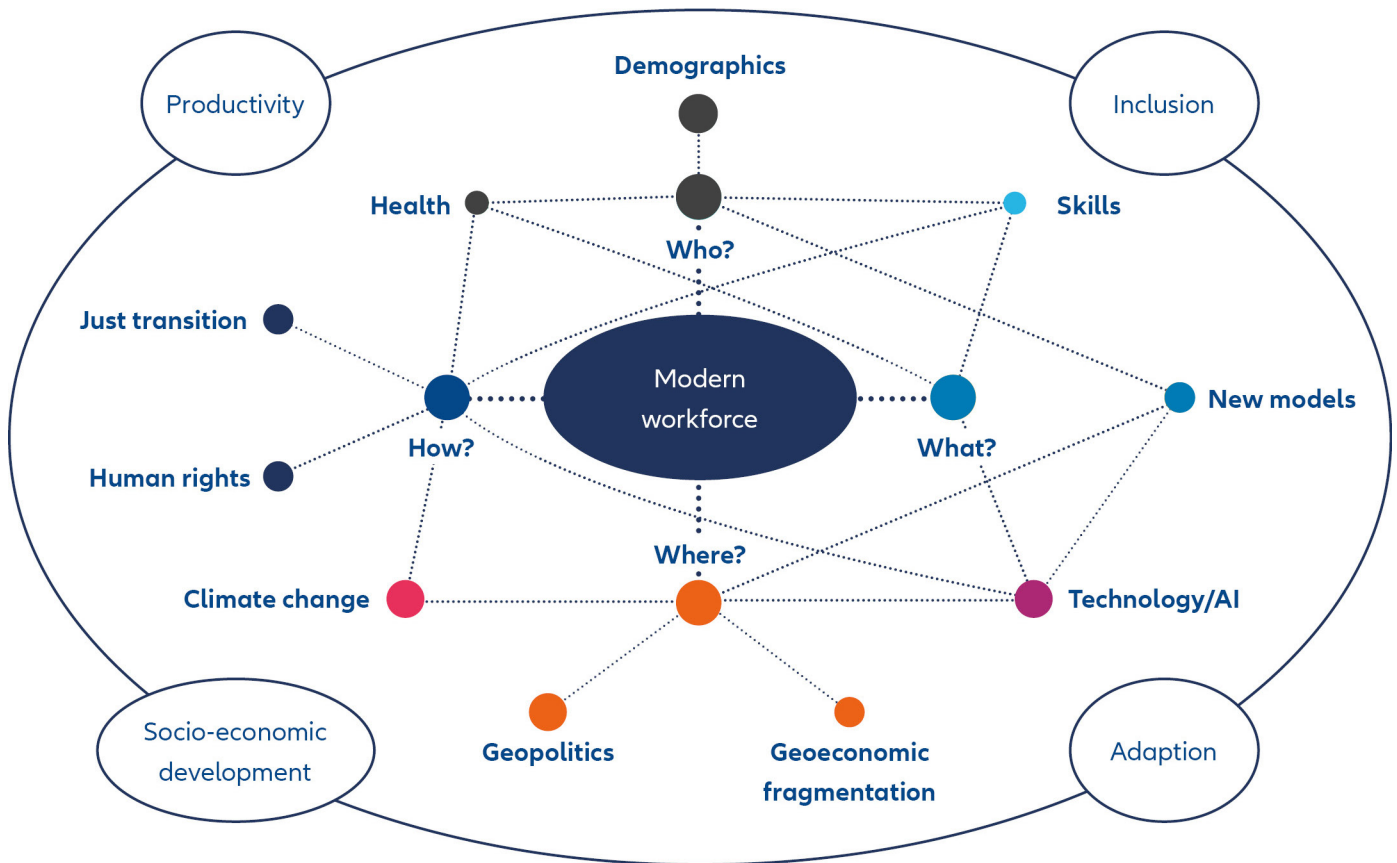 Demographics
Productivity
Inclusion
Health
Skills
Who?
Just transition
Modern
workforce
New models
How?
What?
Human rights
Where?
Climate change
Technology/AI
Socio-economic
development
Geopolitics
Geoeconomic
fragmentation
Adaption